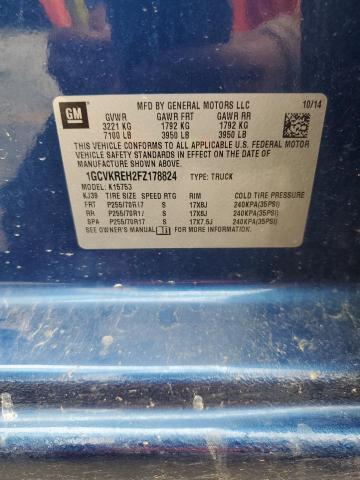 GM
MFD BY GENERAL MOTORS LLC 10/14
GVWR GAWR FRT GAWR RR
3221 KG 1792 KG 1792 KG
7100 LB 3950 LB 3950 LB
THIS VEHICLE CONFORMS TO ALL APPLICABLE U.S. FEDERAL MOTOR
VEHICLE SAFETY STANDARDS IN EFFECT ON THE DATE OF
MANUFACTURE SHOWN ABOVE.
1GCVKREH2FZ178824 TYPE: TRUCK
MODEL: K15753
KJ39 TIRE SIZE SPEED RTG RIM COLD TIRE PRESSURE
FRT P255/70R17 S 17X8J 240KPA(35PSI)
RR P255/70R17 S 17X8J 240KPA(35PSI)
SPA P255/70R17 S 17X7.5J 240KPA(35PSI)
SEE OWNER'S MANUAL FOR MORE INFORMATION.